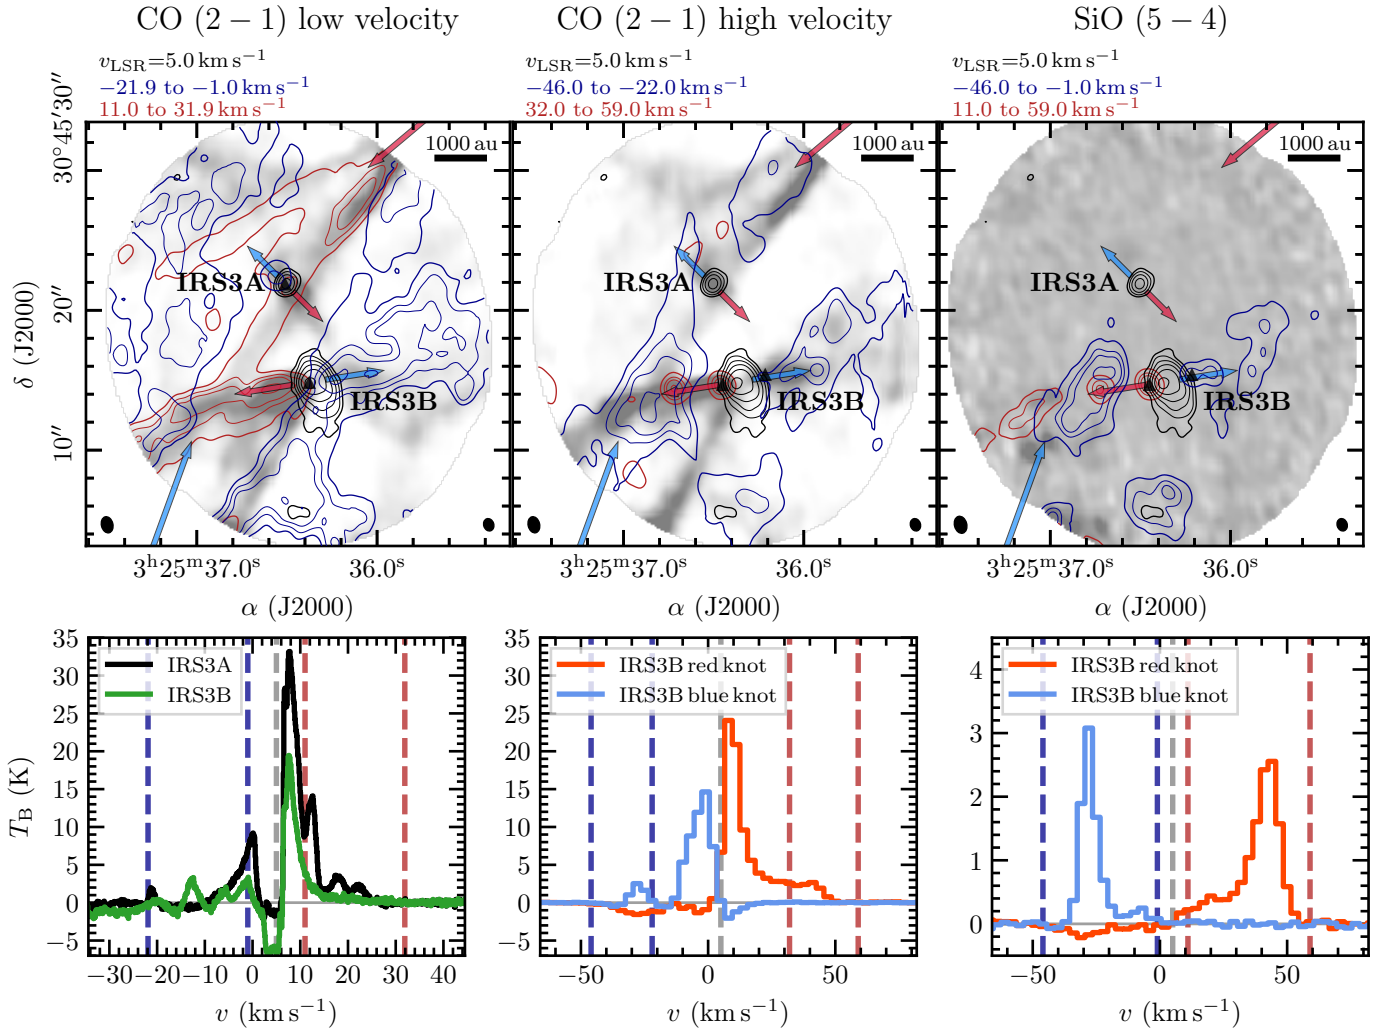 CO (2 − 1) low velocity
CO (2 − 1) high velocity
SiO (5 − 4)
v_LSR=5.0 km s⁻¹
−21.9 to −1.0 km s⁻¹
11.0 to 31.9 km s⁻¹
v_LSR=5.0 km s⁻¹
−46.0 to −22.0 km s⁻¹
32.0 to 59.0 km s⁻¹
v_LSR=5.0 km s⁻¹
−46.0 to −1.0 km s⁻¹
11.0 to 59.0 km s⁻¹
δ (J2000)
30°45′30″
20″
10″
1000 au
IRS3A
IRS3B
1000 au
IRS3A
IRS3B
1000 au
IRS3A
IRS3B
3ʰ25ᵐ37.0ˢ 36.0ˢ
3ʰ25ᵐ37.0ˢ 36.0ˢ
3ʰ25ᵐ37.0ˢ 36.0ˢ
α (J2000)
α (J2000)
α (J2000)
T_B (K)
35
30
25
20
15
10
5
0
−5
IRS3A
IRS3B
−30 −20 −10 0 10 20 30 40
v (km s⁻¹)
35
30
25
20
15
10
5
0
−5
IRS3B red knot
IRS3B blue knot
−50 0 50
v (km s⁻¹)
4
3
2
1
0
IRS3B red knot
IRS3B blue knot
−50 0 50
v (km s⁻¹)